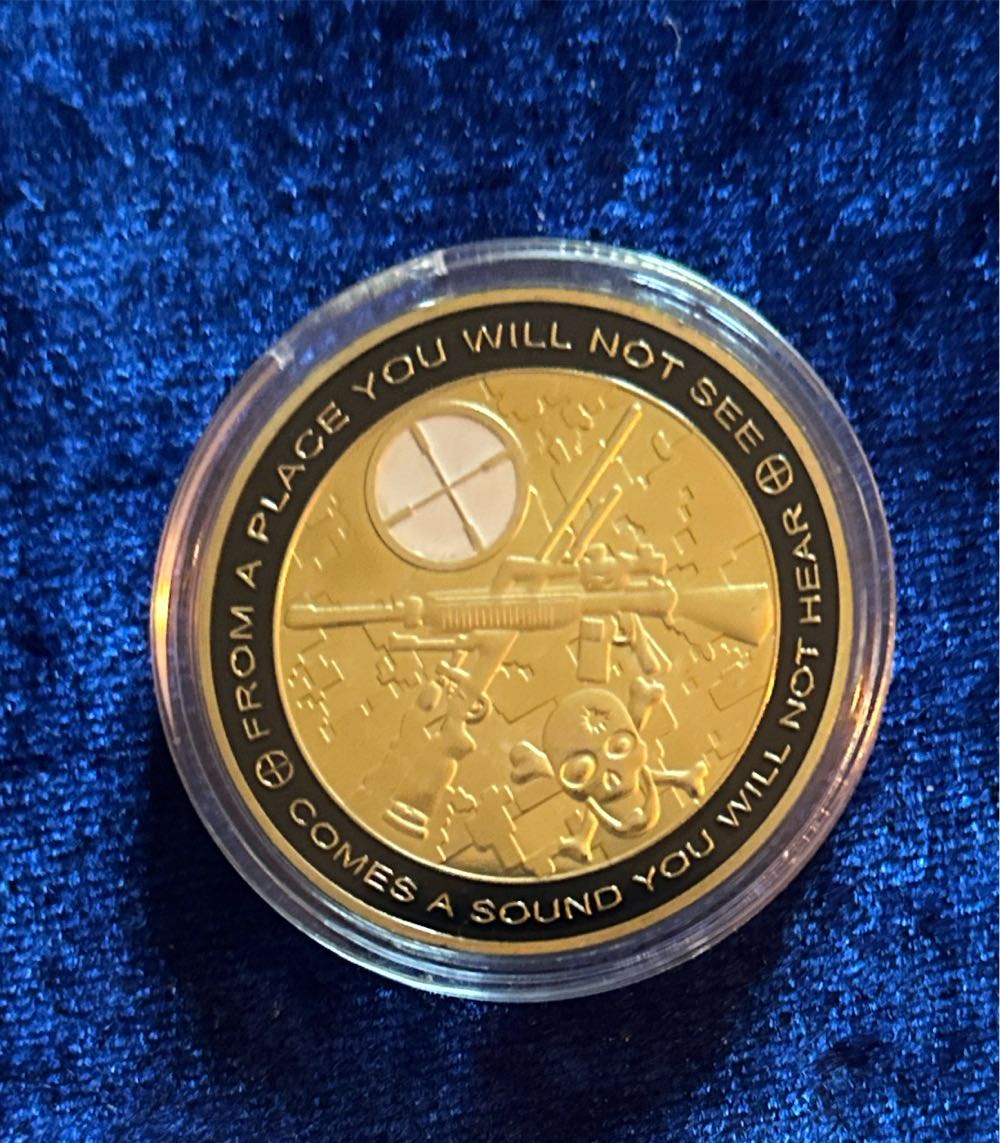 FROM A PLACE YOU WILL NOT SEE
COMES A SOUND YOU WILL NOT HEAR